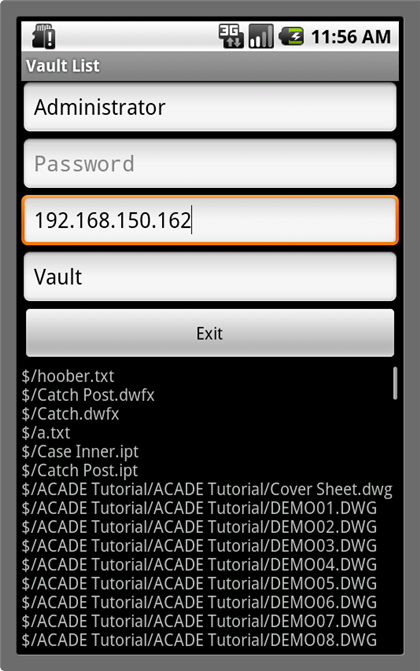 3G
11:56 AM
Vault List
Administrator
Password
192.168.150.162
Vault
Exit
$/hoober.txt
$/Catch Post.dwfx
$/Catch.dwfx
$/a.txt
$/Case Inner.ipt
$/Catch Post.ipt
$/ACADE Tutorial/ACADE Tutorial/Cover Sheet.dwg
$/ACADE Tutorial/ACADE Tutorial/DEMO01.DWG
$/ACADE Tutorial/ACADE Tutorial/DEMO02.DWG
$/ACADE Tutorial/ACADE Tutorial/DEMO03.DWG
$/ACADE Tutorial/ACADE Tutorial/DEMO04.DWG
$/ACADE Tutorial/ACADE Tutorial/DEMO05.DWG
$/ACADE Tutorial/ACADE Tutorial/DEMO06.DWG
$/ACADE Tutorial/ACADE Tutorial/DEMO07.DWG
$/ACADE Tutorial/ACADE Tutorial/DEMO08.DWG